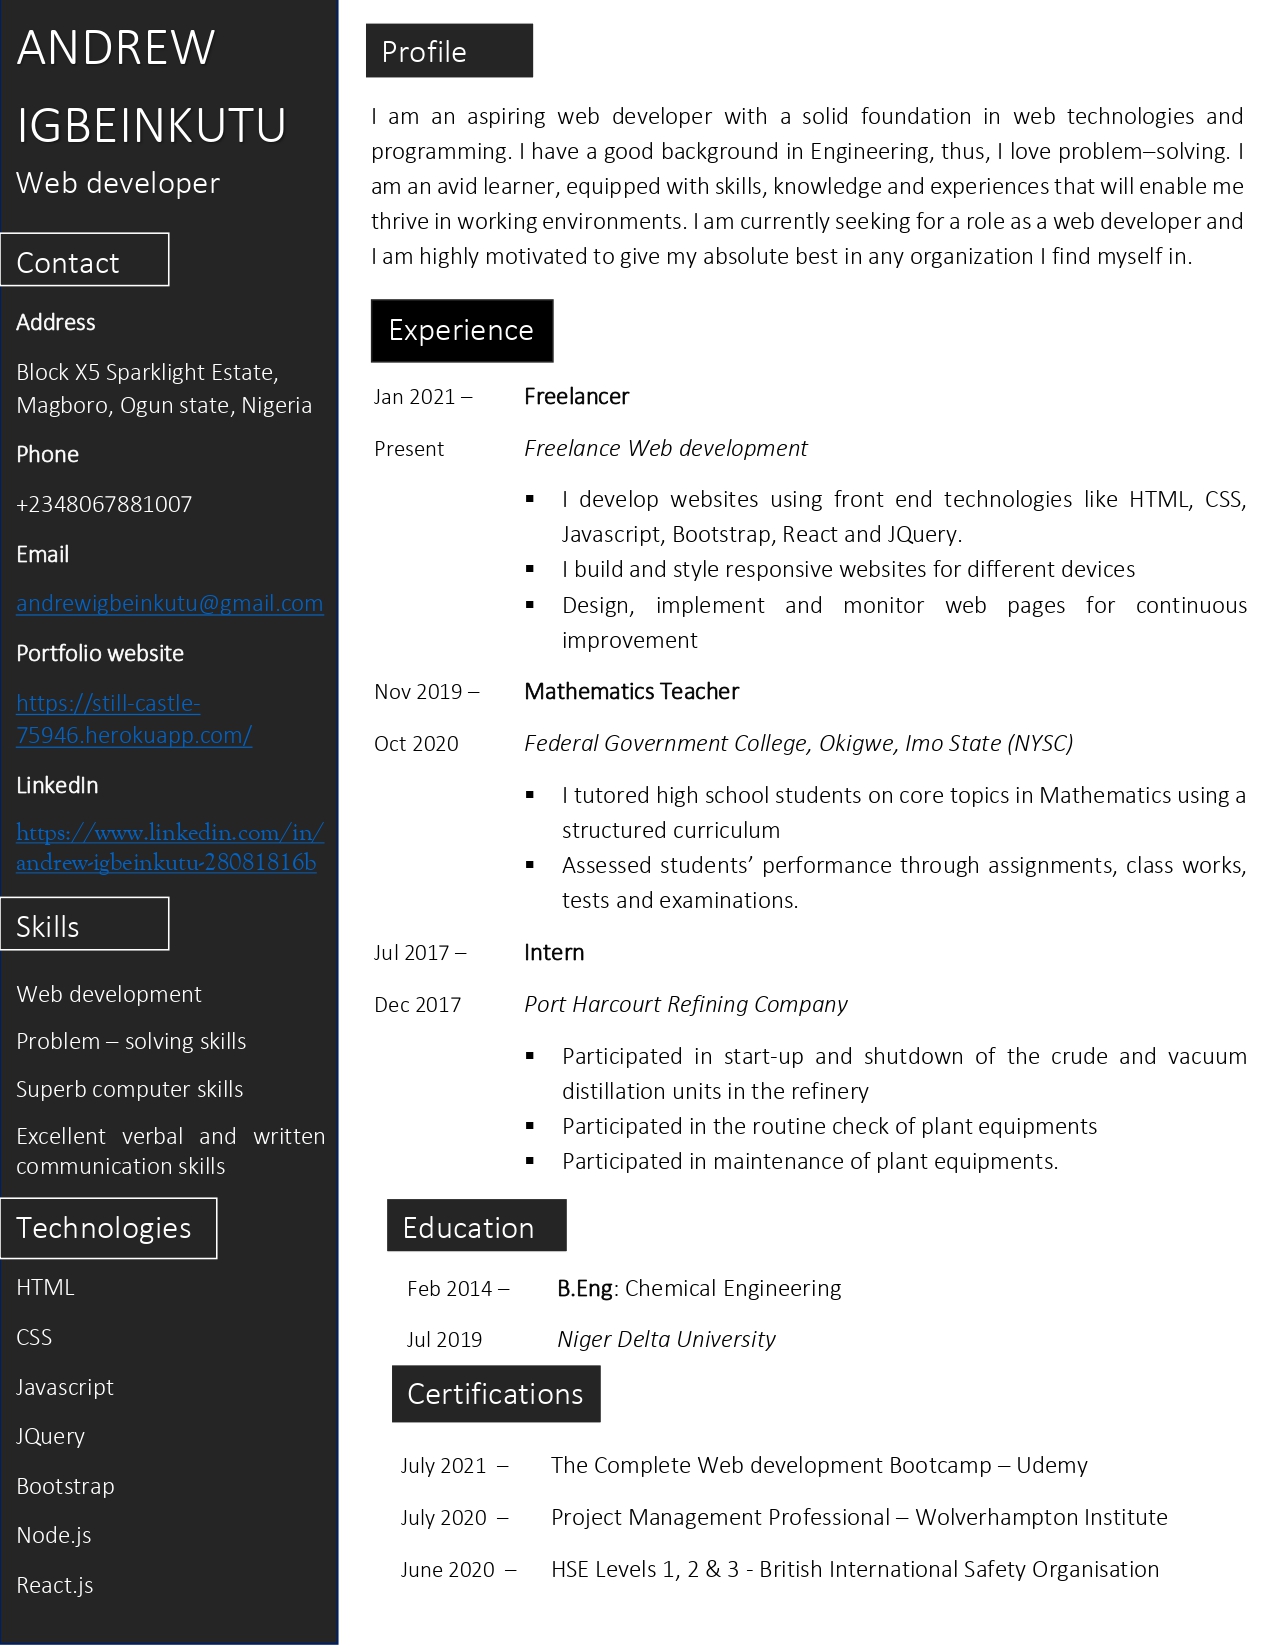 ANDREW
IGBEINKUTU
Web developer
Contact
Address
Block X5 Sparklight Estate,
Magboro, Ogun state, Nigeria
Phone
+2348067881007
Email
andrewigbeinkutu@gmail.com
Portfolio website
https://still-castle-
75946.herokuapp.com/
LinkedIn
https://www.linkedin.com/in/
andrew-igbeinkutu-28081816b
Skills
Web development
Problem – solving skills
Superb computer skills
Excellent verbal and written
communication skills
Technologies
HTML
CSS
Javascript
JQuery
Bootstrap
Node.js
React.js
Profile
I am an aspiring web developer with a solid foundation in web technologies and
programming. I have a good background in Engineering, thus, I love problem–solving. I
am an avid learner, equipped with skills, knowledge and experiences that will enable me
thrive in working environments. I am currently seeking for a role as a web developer and
I am highly motivated to give my absolute best in any organization I find myself in.
Experience
Jan 2021 – Freelancer
Present Freelance Web development
▪ I develop websites using front end technologies like HTML, CSS,
Javascript, Bootstrap, React and JQuery.
▪ I build and style responsive websites for different devices
▪ Design, implement and monitor web pages for continuous
improvement
Nov 2019 – Mathematics Teacher
Oct 2020 Federal Government College, Okigwe, Imo State (NYSC)
▪ I tutored high school students on core topics in Mathematics using a
structured curriculum
▪ Assessed students’ performance through assignments, class works,
tests and examinations.
Jul 2017 – Intern
Dec 2017 Port Harcourt Refining Company
▪ Participated in start-up and shutdown of the crude and vacuum
distillation units in the refinery
▪ Participated in the routine check of plant equipments
▪ Participated in maintenance of plant equipments.
Education
Feb 2014 – B.Eng: Chemical Engineering
Jul 2019 Niger Delta University
Certifications
July 2021 – The Complete Web development Bootcamp – Udemy
July 2020 – Project Management Professional – Wolverhampton Institute
June 2020 – HSE Levels 1, 2 & 3 - British International Safety Organisation